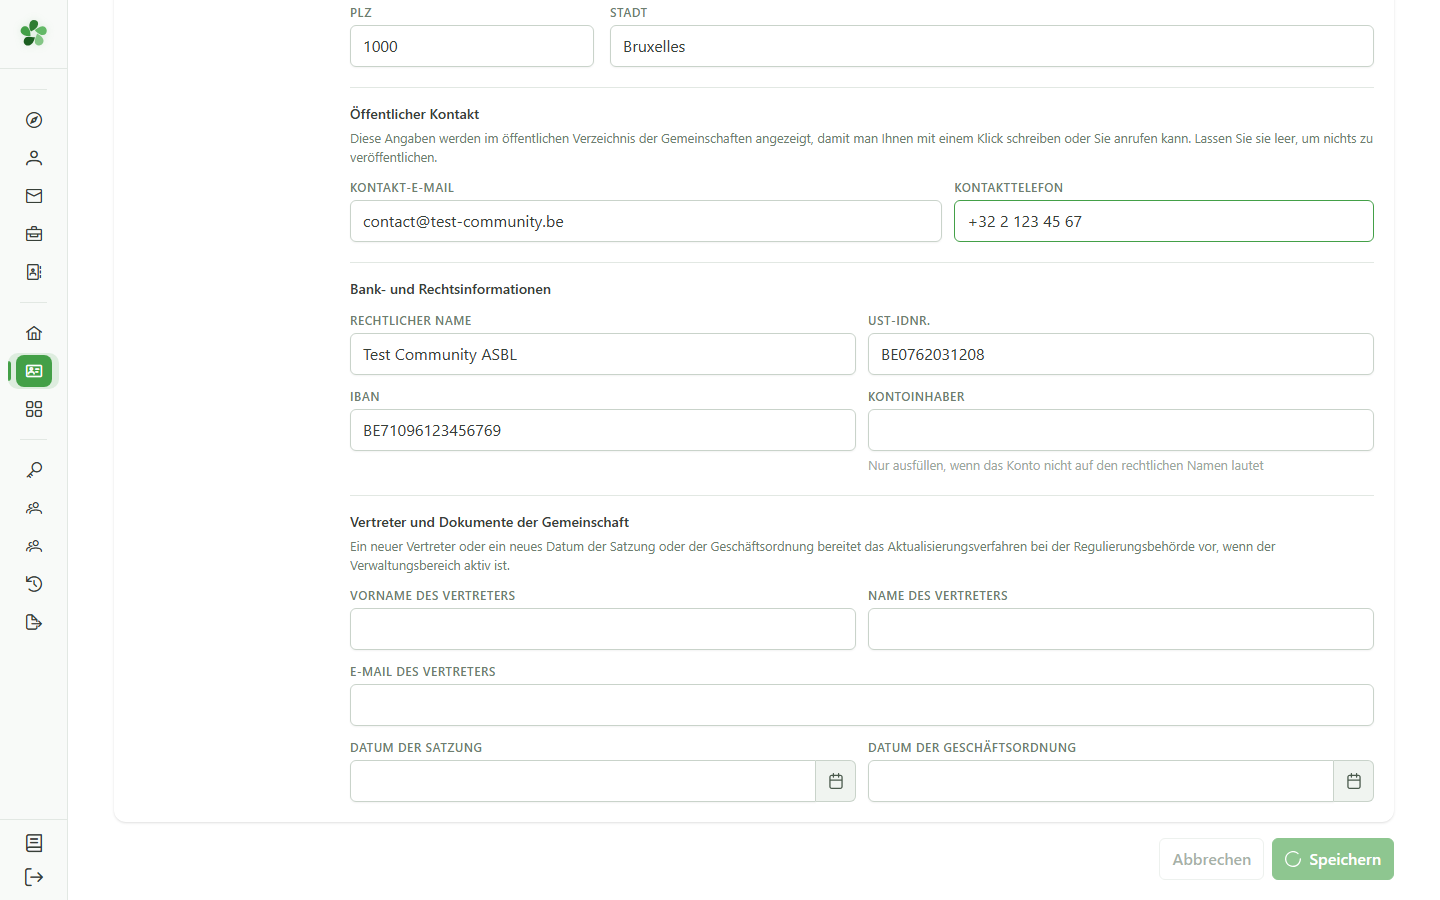 PLZ
STADT
1000
Bruxelles
Öffentlicher Kontakt
Diese Angaben werden im öffentlichen Verzeichnis der Gemeinschaften angezeigt, damit man Ihnen mit einem Klick schreiben oder Sie anrufen kann. Lassen Sie sie leer, um nichts zu
veröffentlichen.
KONTAKT-E-MAIL
KONTAKTTELEFON
contact@test-community.be
+32 2 123 45 67
Bank- und Rechtsinformationen
RECHTLICHER NAME
UST-IDNR.
Test Community ASBL
BE0762031208
IBAN
KONTOINHABER
BE71096123456769
Nur ausfüllen, wenn das Konto nicht auf den rechtlichen Namen lautet
Vertreter und Dokumente der Gemeinschaft
Ein neuer Vertreter oder ein neues Datum der Satzung oder der Geschäftsordnung bereitet das Aktualisierungsverfahren bei der Regulierungsbehörde vor, wenn der
Verwaltungsbereich aktiv ist.
VORNAME DES VERTRETERS
NAME DES VERTRETERS
E-MAIL DES VERTRETERS
DATUM DER SATZUNG
DATUM DER GESCHÄFTSORDNUNG
Abbrechen
Speichern